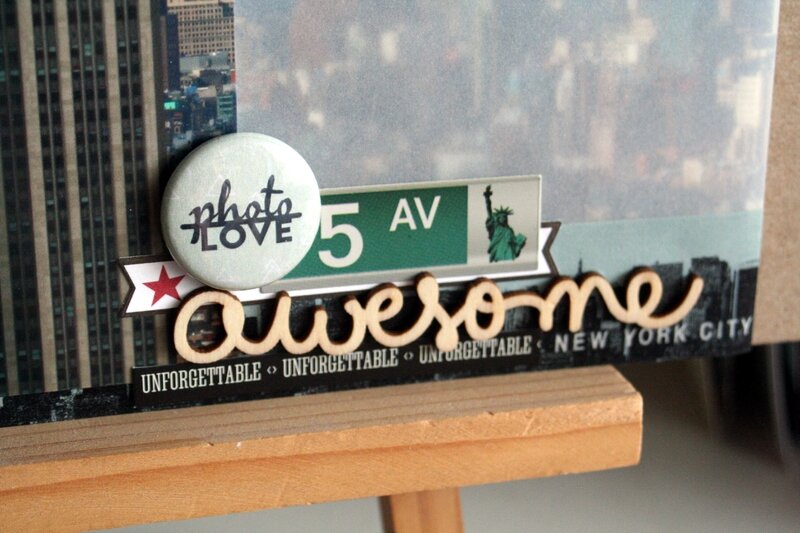 photo
LOVE
5 AV
awesome
NEW YORK CITY
UNFORGETTABLE <> UNFORGETTABLE <> UNFORGETTABLE <